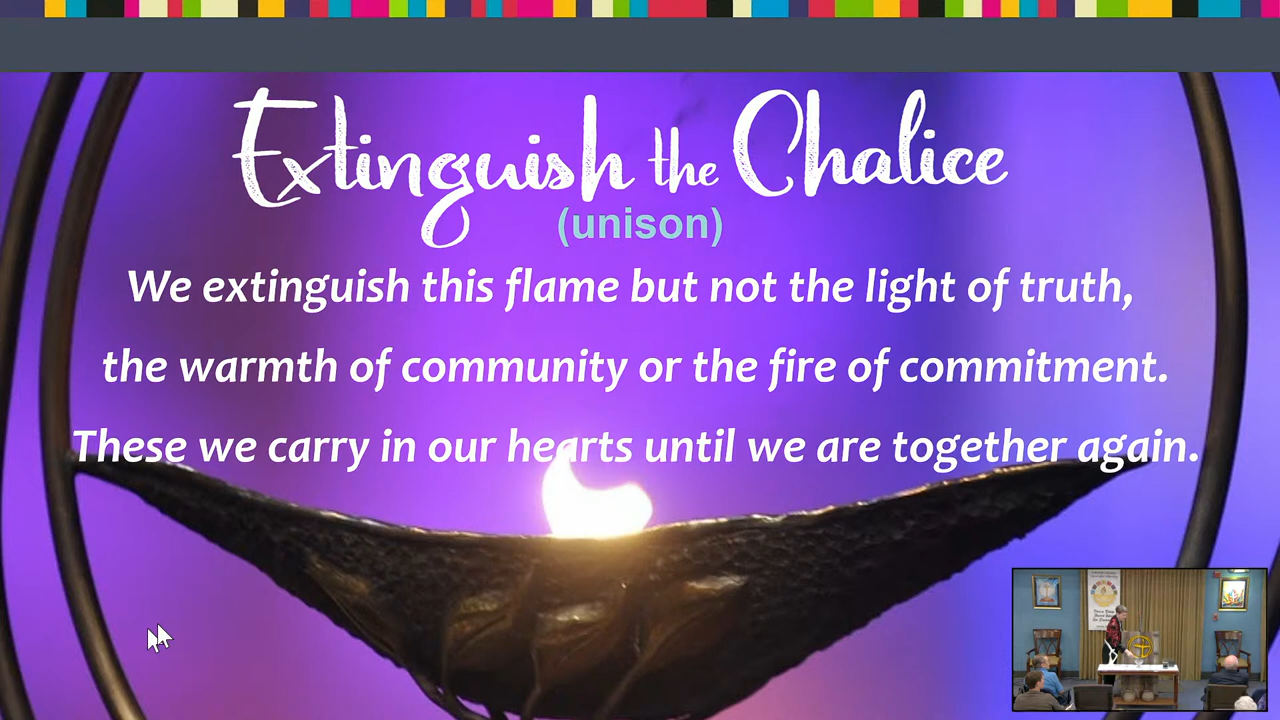 Extinguish the Chalice
(unison)
We extinguish this flame but not the light of truth,
the warmth of community or the fire of commitment.
These we carry in our hearts until we are together again.